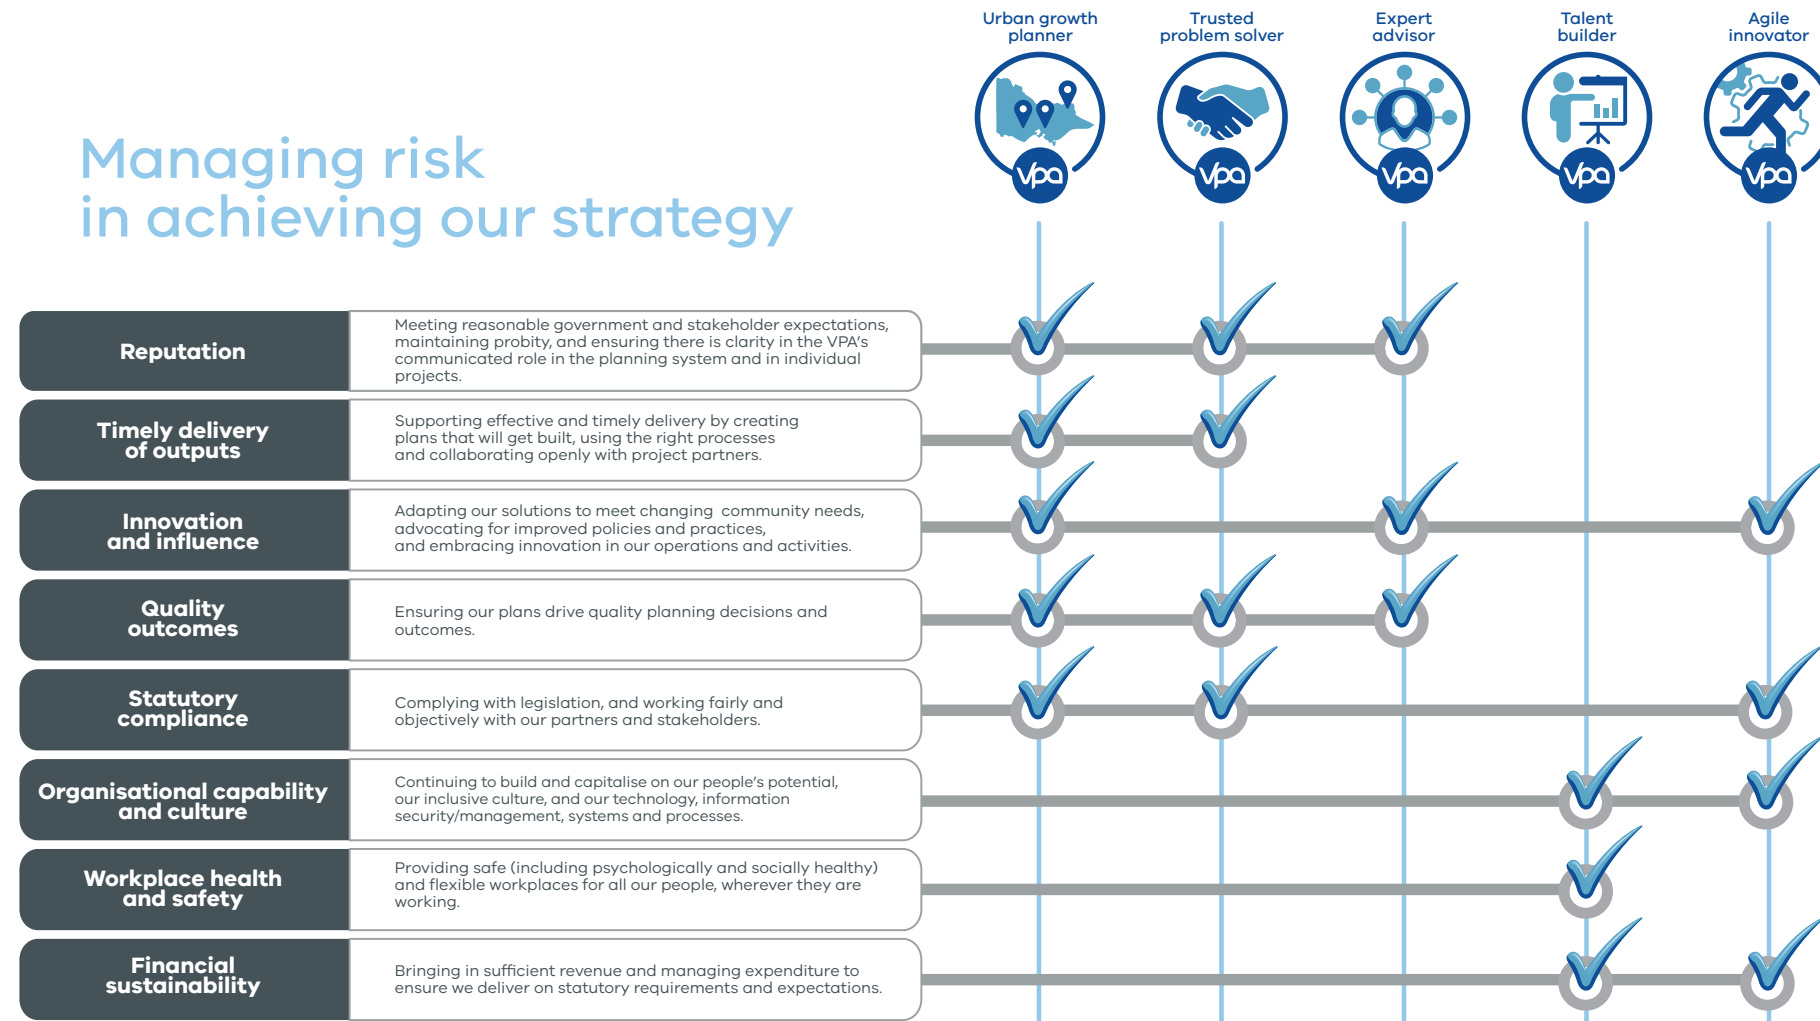 Urban growth
planner
Trusted
problem solver
Expert
advisor
Talent
builder
Agile
innovator
vpa
vpa
vpa
vpa
vpa
Managing risk
in achieving our strategy
Reputation
Meeting reasonable government and stakeholder expectations,
maintaining probity, and ensuring there is clarity in the VPA's
communicated role in the planning system and in individual
projects.
Timely delivery
of outputs
Supporting effective and timely delivery by creating
plans that will get built, using the right processes
and collaborating openly with project partners.
Innovation
and influence
Adapting our solutions to meet changing community needs,
advocating for improved policies and practices,
and embracing innovation in our operations and activities.
Quality
outcomes
Ensuring our plans drive quality planning decisions and
outcomes.
Statutory
compliance
Complying with legislation, and working fairly and
objectively with our partners and stakeholders.
Organisational capability
and culture
Continuing to build and capitalise on our people's potential,
our inclusive culture, and our technology, information
security/management, systems and processes.
Workplace health
and safety
Providing safe (including psychologically and socially healthy)
and flexible workplaces for all our people, wherever they are
working.
Financial
sustainability
Bringing in sufficient revenue and managing expenditure to
ensure we deliver on statutory requirements and expectations.